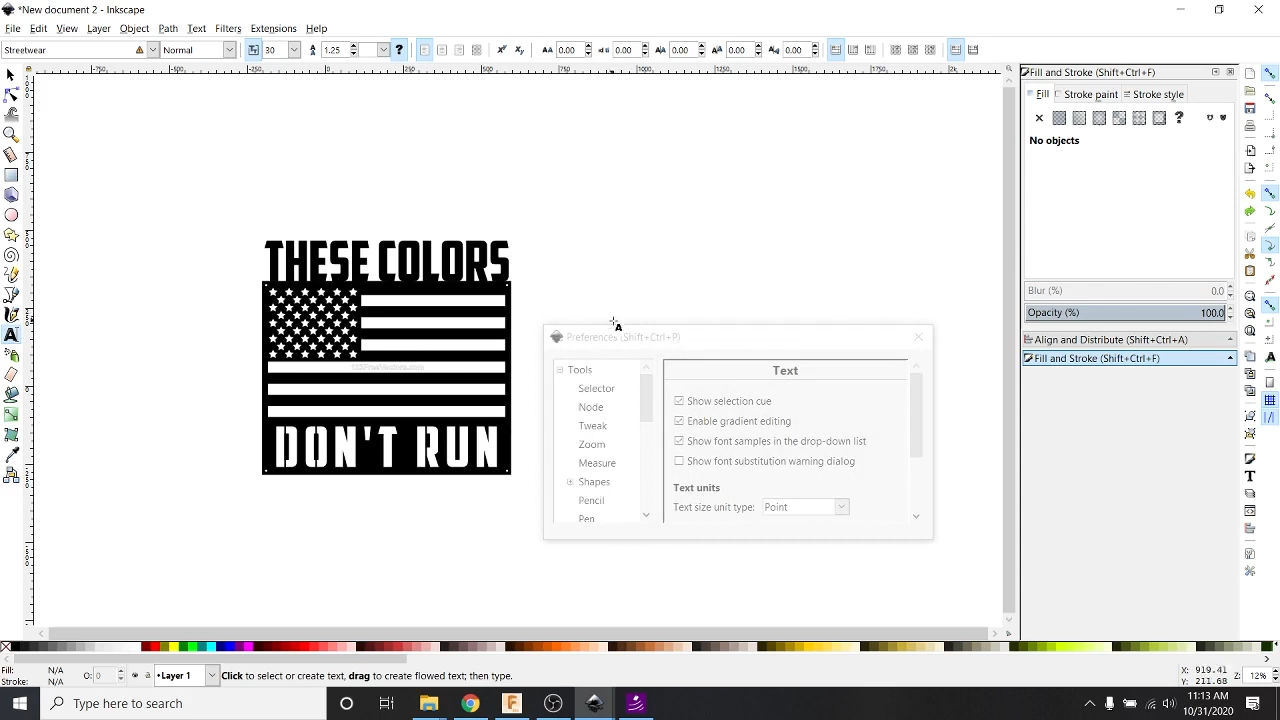 *New document 2 - Inkscape
File Edit View Layer Object Path Text Filters Extensions Help
Streetwear Normal 30 1.25 0.00 0.00 0.00 0.00 0.00
Fill and Stroke (Shift+Ctrl+F)
Fill Stroke paint Stroke style
No objects
THESE COLORS
DON'T RUN
Preferences (Shift+Ctrl+P)
Tools
Selector
Node
Tweak
Zoom
Measure
Shapes
Pencil
Pen
Text
Show selection cue
Enable gradient editing
Show font samples in the drop-down list
Show font substitution warning dialog
Text units
Text size unit type: Point
Blur (%) 0.0
Opacity (%) 100.0
Align and Distribute (Shift+Ctrl+A)
Fill and Stroke (Shift+Ctrl+F)
Fill: N/A
Stroke: N/A
O: 0
Layer 1
Click to select or create text, drag to create flowed text; then type.
X: 919.41
Y: 211.68
Z: 12%
Type here to search
11:13 AM
10/31/2020